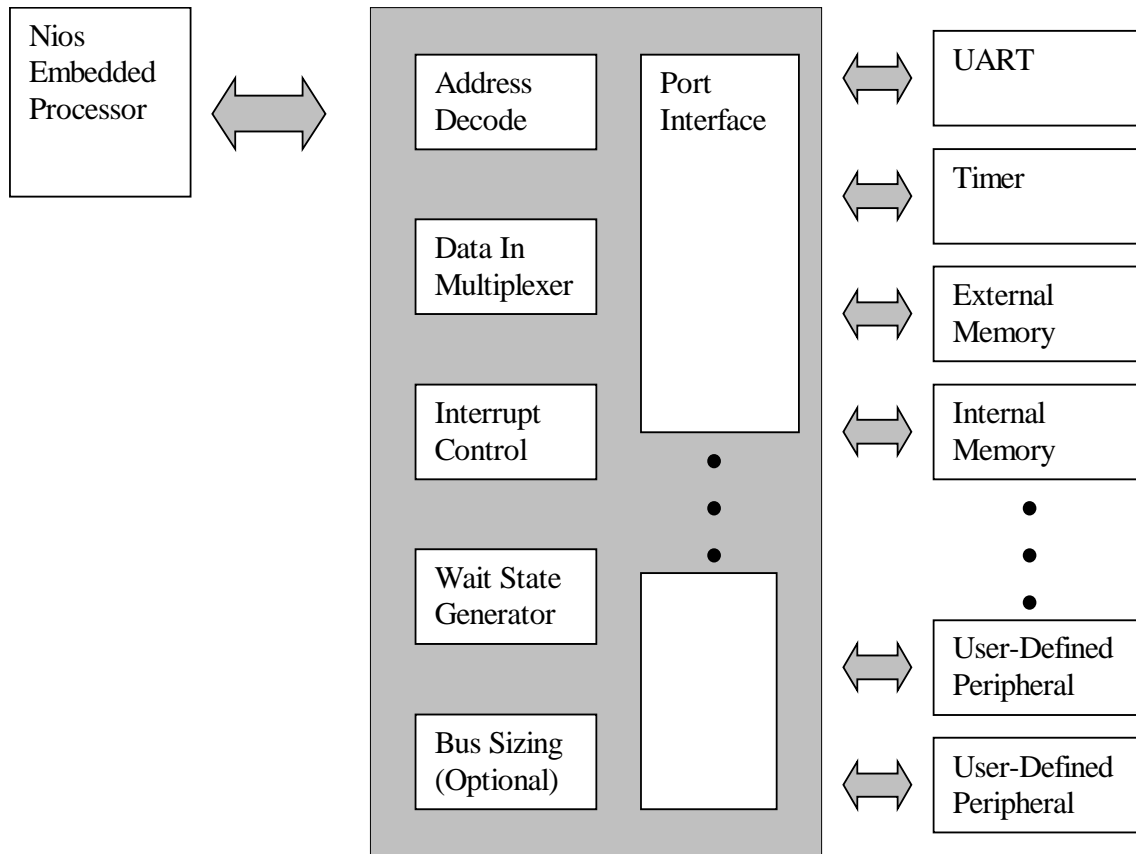 Nios
Embedded
Processor
Address
Decode
Data In
Multiplexer
Interrupt
Control
Wait State
Generator
Bus Sizing
(Optional)
Port
Interface
UART
Timer
External
Memory
Internal
Memory
User-Defined
Peripheral
User-Defined
Peripheral